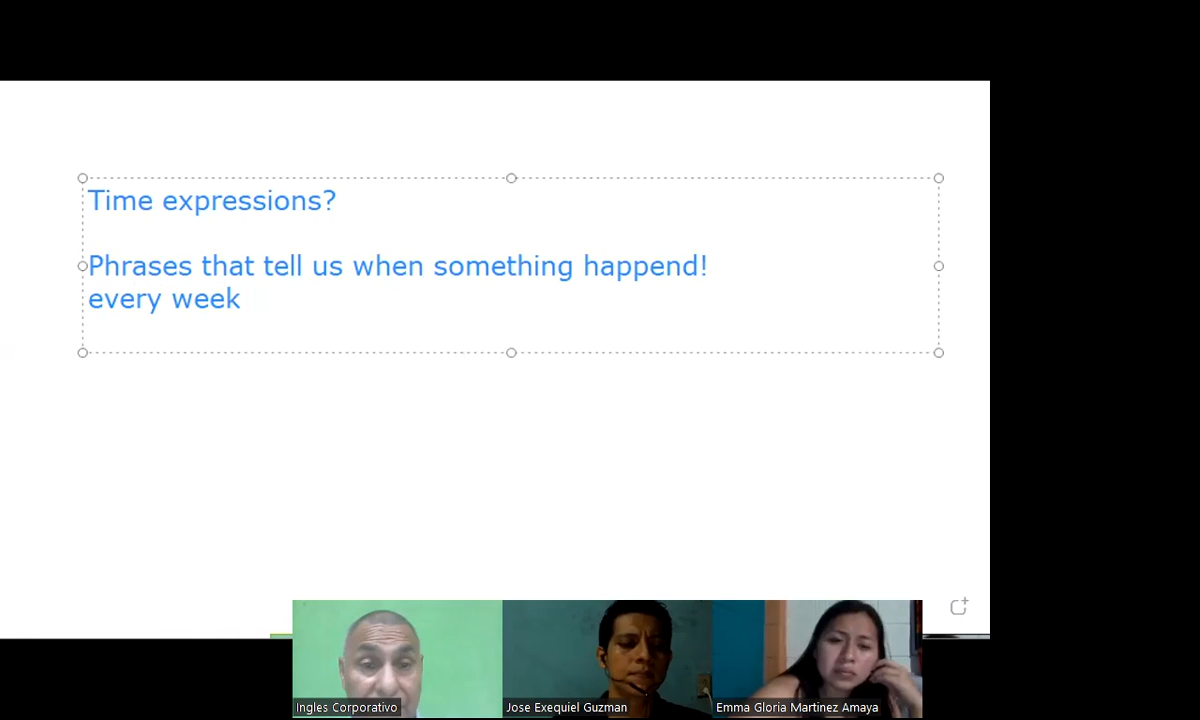 Time expressions?
Phrases that tell us when something happend!
every week
Ingles Corporativo
Jose Exequiel Guzman
Emma Gloria Martinez Amaya